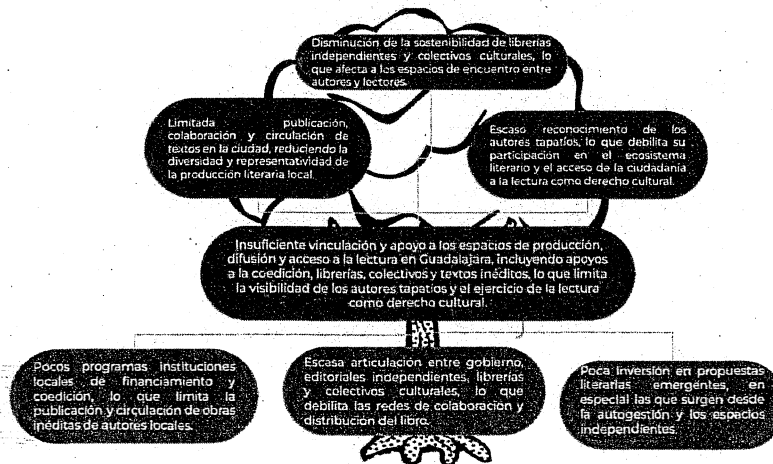 Disminución de la sostenibilidad de librerías
independientes y colectivos culturales, lo
que afecta a los espacios de encuentro entre
autores y lectores.
Limitada publicación,
colaboración y circulación de
textos en la ciudad, reduciendo la
diversidad y representatividad de
la producción literaria local.
Escaso reconocimiento de los
autores tapatíos, lo que debilita su
participación en el ecosistema
literario y el acceso de la ciudadanía
a la lectura como derecho cultural.
Insuficiente vinculación y apoyo a los espacios de producción,
difusión y acceso a la lectura en Guadalajara, incluyendo apoyos
a la coedición, librerías, colectivos y textos inéditos, lo que limita
la visibilidad de los autores tapatíos y el ejercicio de la lectura
como derecho cultural.
Pocos programas instituciones
locales de financiamiento y
coedición, lo que limita la
publicación y circulación de obras
inéditas de autores locales.
Escasa articulación entre gobierno,
editoriales independientes, librerías
y colectivos culturales, lo que
debilita las redes de colaboración y
distribución del libro.
Poca inversión en propuestas
literarias emergentes, en
especial las que surgen desde
la autogestión y los espacios
independientes.